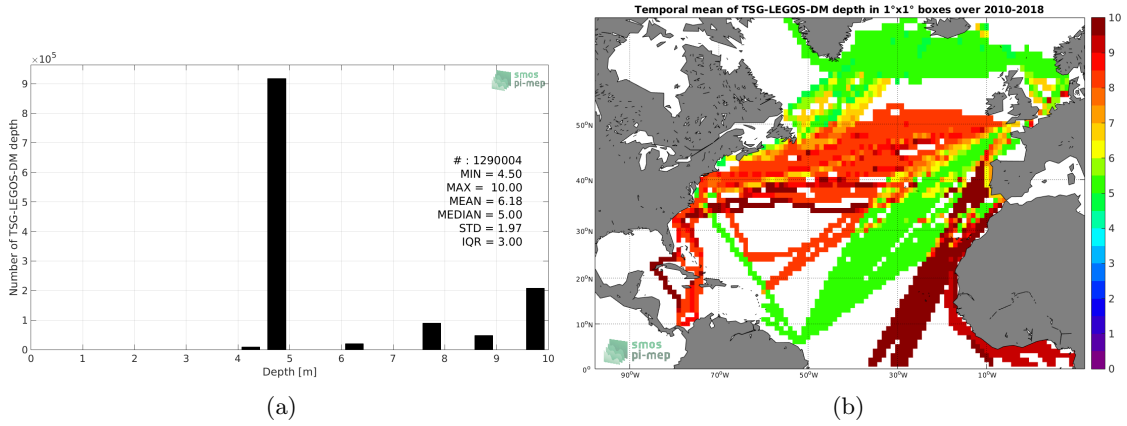 ×10⁵
Number of TSG-LEGOS-DM depth
9
8
7
6
5
4
3
2
1
0
smos
pi-mep
# : 1290004
MIN = 4.50
MAX = 10.00
MEAN = 6.18
MEDIAN = 5.00
STD = 1.97
IQR = 3.00
0 1 2 3 4 5 6 7 8 9 10
Depth [m]
(a)
Temporal mean of TSG-LEGOS-DM depth in 1°x1° boxes over 2010-2018
50°N
40°N
30°N
20°N
10°N
0°
smos
pi-mep
90°W 70°W 50°W 30°W 10°W
10
9
8
7
6
5
4
3
2
1
0
(b)